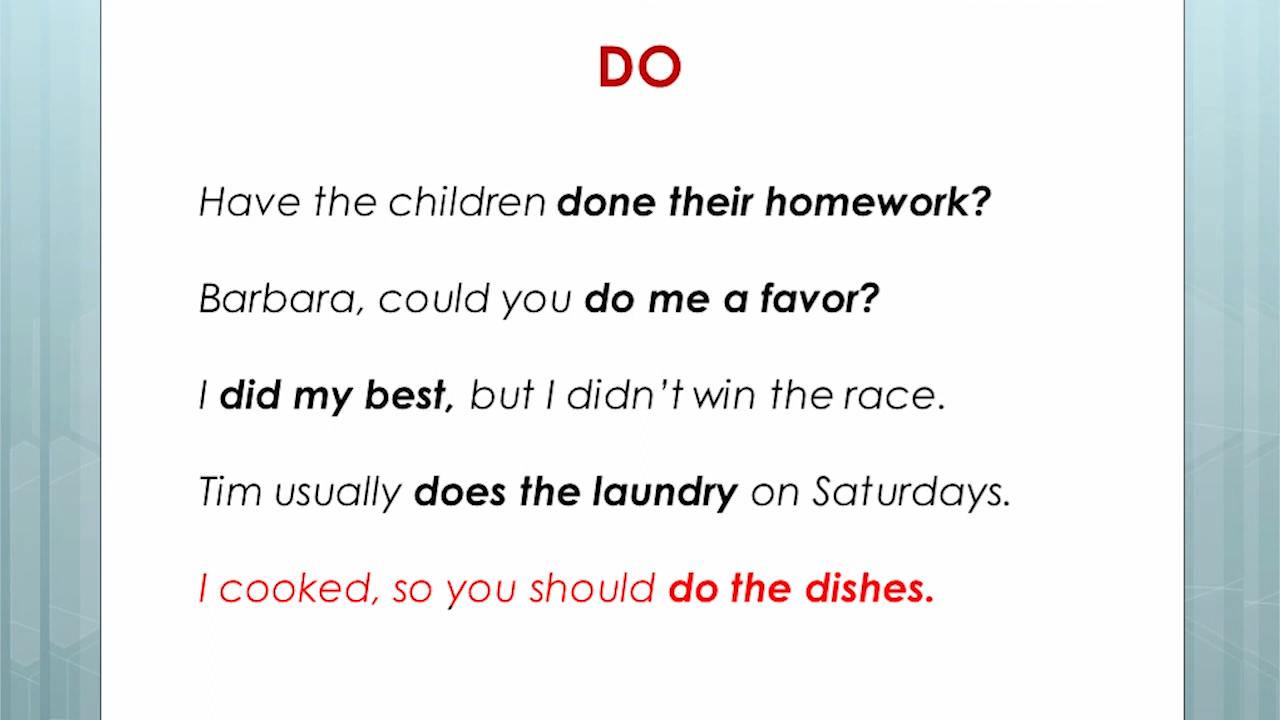 DO
Have the children done their homework?
Barbara, could you do me a favor?
I did my best, but I didn’t win the race.
Tim usually does the laundry on Saturdays.
I cooked, so you should do the dishes.